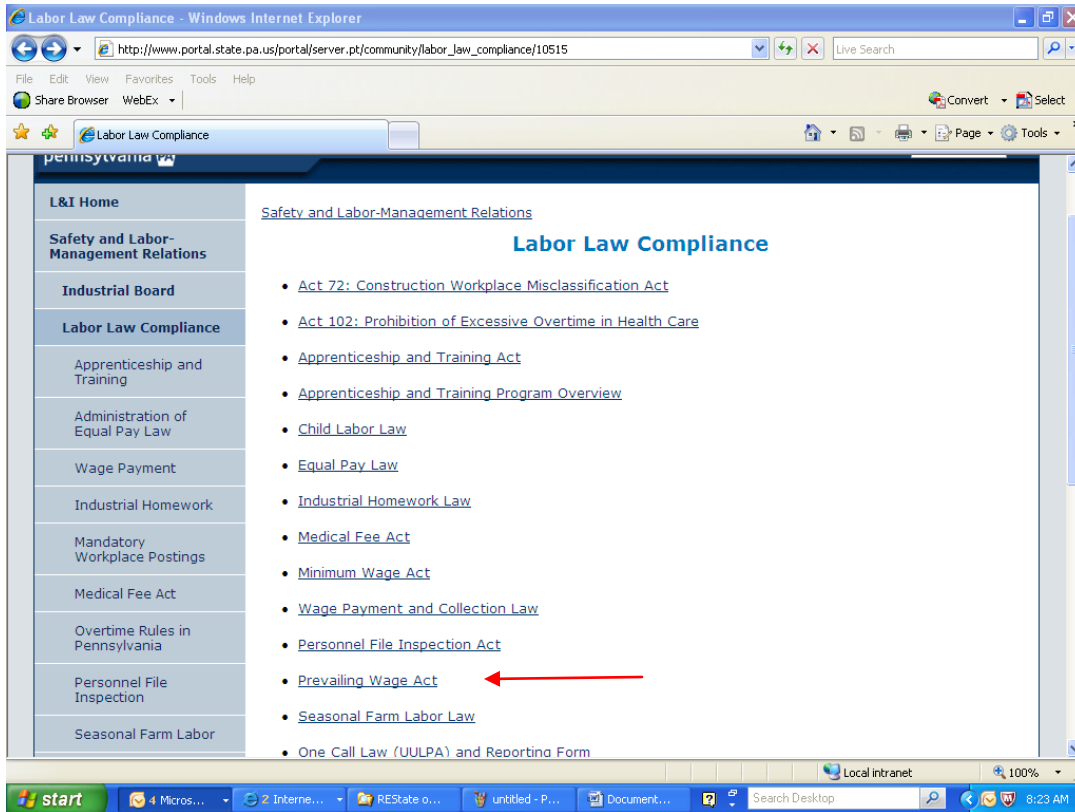 Labor Law Compliance - Windows Internet Explorer
http://www.portal.state.pa.us/portal/server.pt/community/labor_law_compliance/10515
Live Search
File Edit View Favorites Tools Help
Share Browser WebEx
Convert Select
Labor Law Compliance
Page Tools
pennsylvania PA
L&I Home
Safety and Labor-
Management Relations
Industrial Board
Labor Law Compliance
Apprenticeship and
Training
Administration of
Equal Pay Law
Wage Payment
Industrial Homework
Mandatory
Workplace Postings
Medical Fee Act
Overtime Rules in
Pennsylvania
Personnel File
Inspection
Seasonal Farm Labor
Safety and Labor-Management Relations
Labor Law Compliance
• Act 72: Construction Workplace Misclassification Act
• Act 102: Prohibition of Excessive Overtime in Health Care
• Apprenticeship and Training Act
• Apprenticeship and Training Program Overview
• Child Labor Law
• Equal Pay Law
• Industrial Homework Law
• Medical Fee Act
• Minimum Wage Act
• Wage Payment and Collection Law
• Personnel File Inspection Act
• Prevailing Wage Act
• Seasonal Farm Labor Law
• One Call Law (UULPA) and Reporting Form
Local intranet 100%
start 4 Micros... 2 Interne... REState o... untitled - P... Document... Search Desktop 8:23 AM